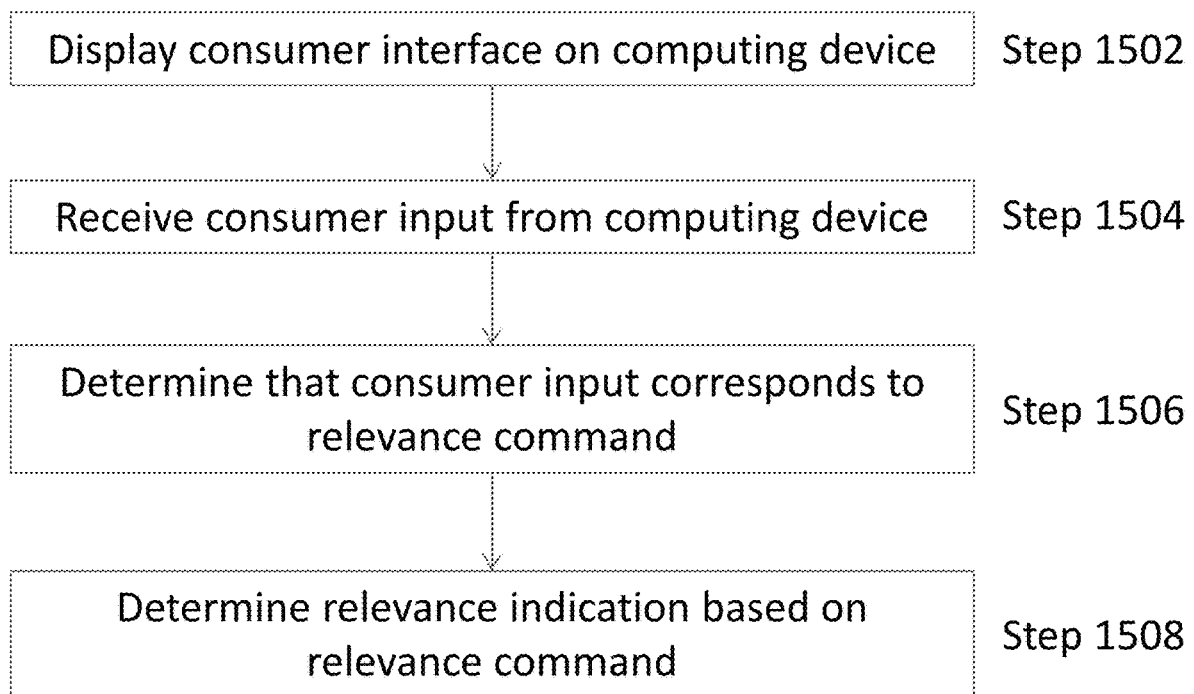 Display consumer interface on computing device
Step 1502
Receive consumer input from computing device
Step 1504
Determine that consumer input corresponds to
relevance command
Step 1506
Determine relevance indication based on
relevance command
Step 1508